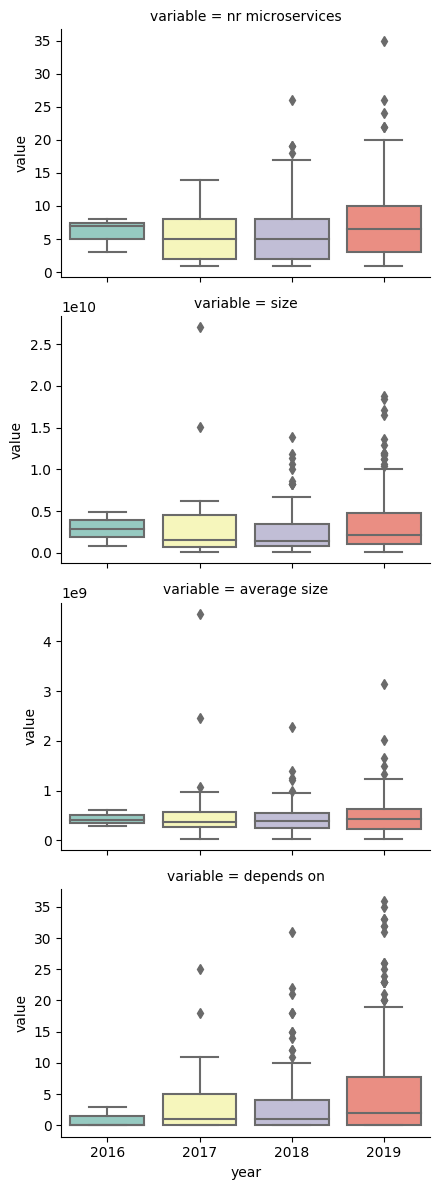 variable = nr microservices
35
30
25
20
15
10
5
0
value
1e10
variable = size
2.5
2.0
1.5
1.0
0.5
0.0
value
1e9
variable = average size
4
3
2
1
0
value
variable = depends on
35
30
25
20
15
10
5
0
value
2016 2017 2018 2019
year